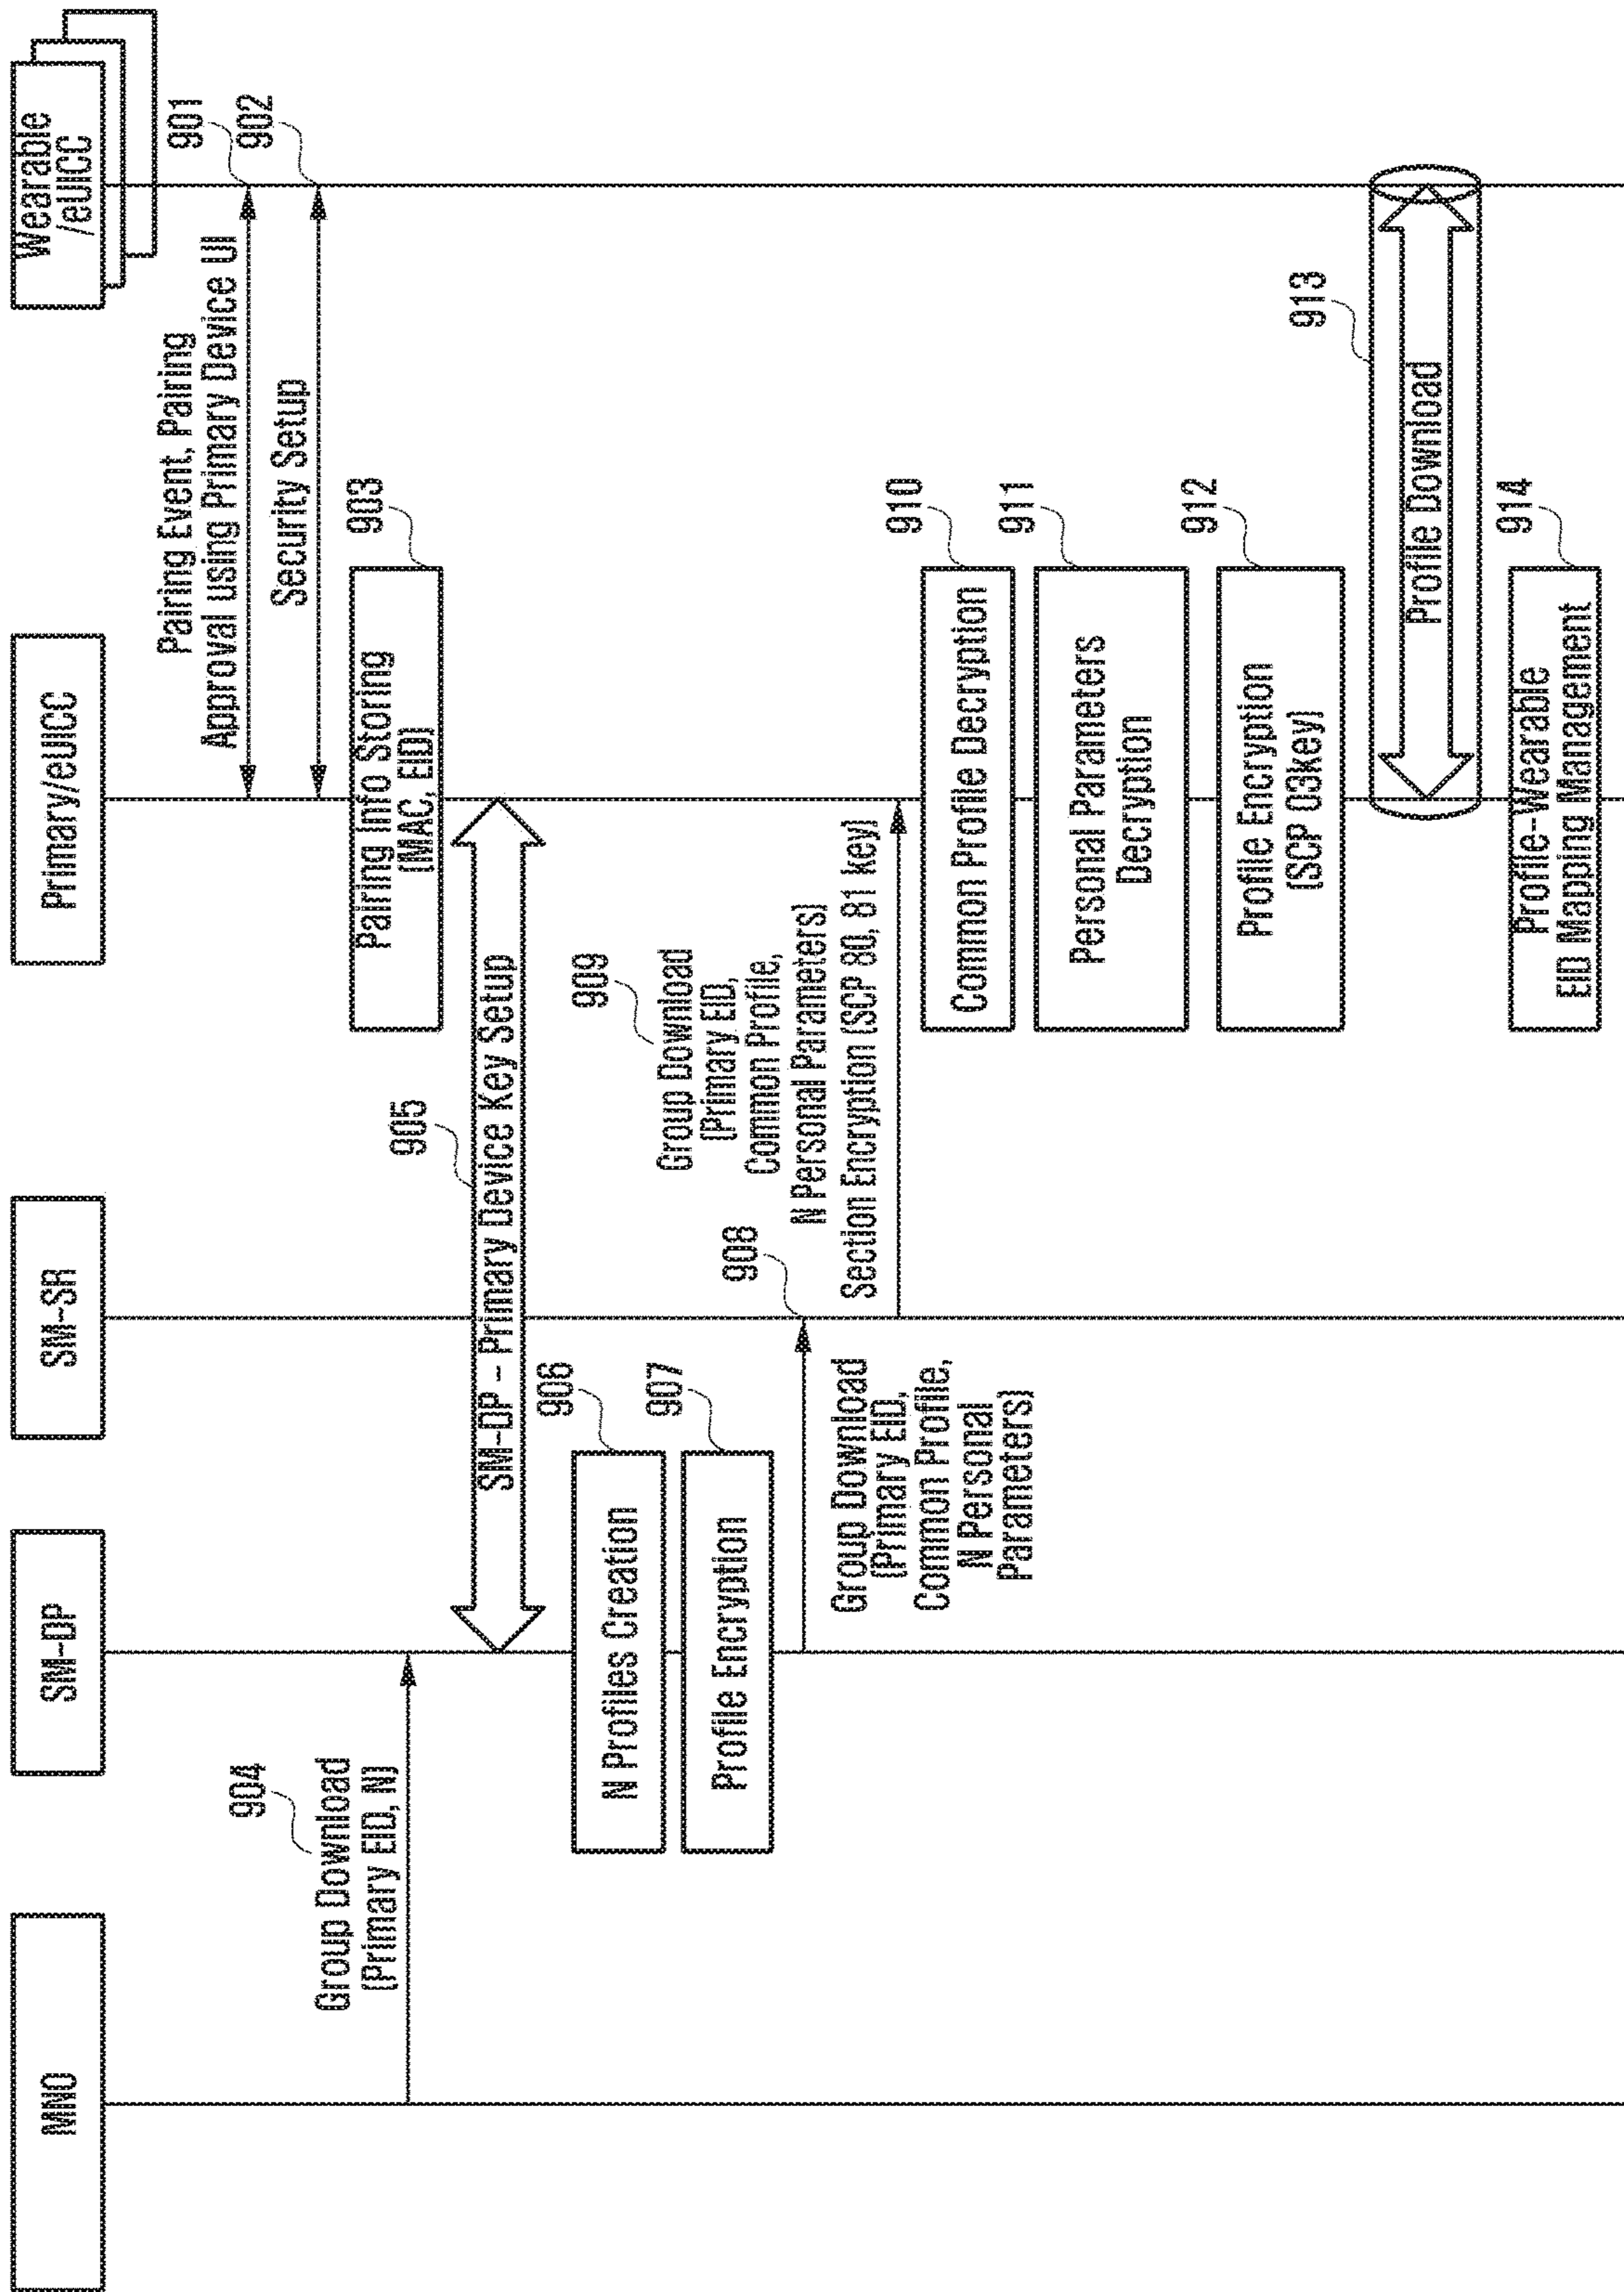 MNO
SM-DP
SM-SR
Primary/eUICC
Wearable
/eUICC
Pairing Event, Pairing
Approval using Primary Device UI
901
Security Setup
902
Pairing Info Storing
(MAC, EID)
903
904
Group Download
(Primary EID, N)
905
SM-DP - Primary Device Key Setup
N Profiles Creation
906
Profile Encryption
907
908
Group Download
(Primary EID,
Common Profile,
N Personal
Parameters)
909
Group Download
(Primary EID,
Common Profile,
N Personal Parameters)
Section Encryption (SCP 80, 81 key)
Common Profile Decryption
910
Personal Parameters
Decryption
911
Profile Encryption
(SCP 03key)
912
913
Profile Download
Profile-Wearable
EID Mapping Management
914